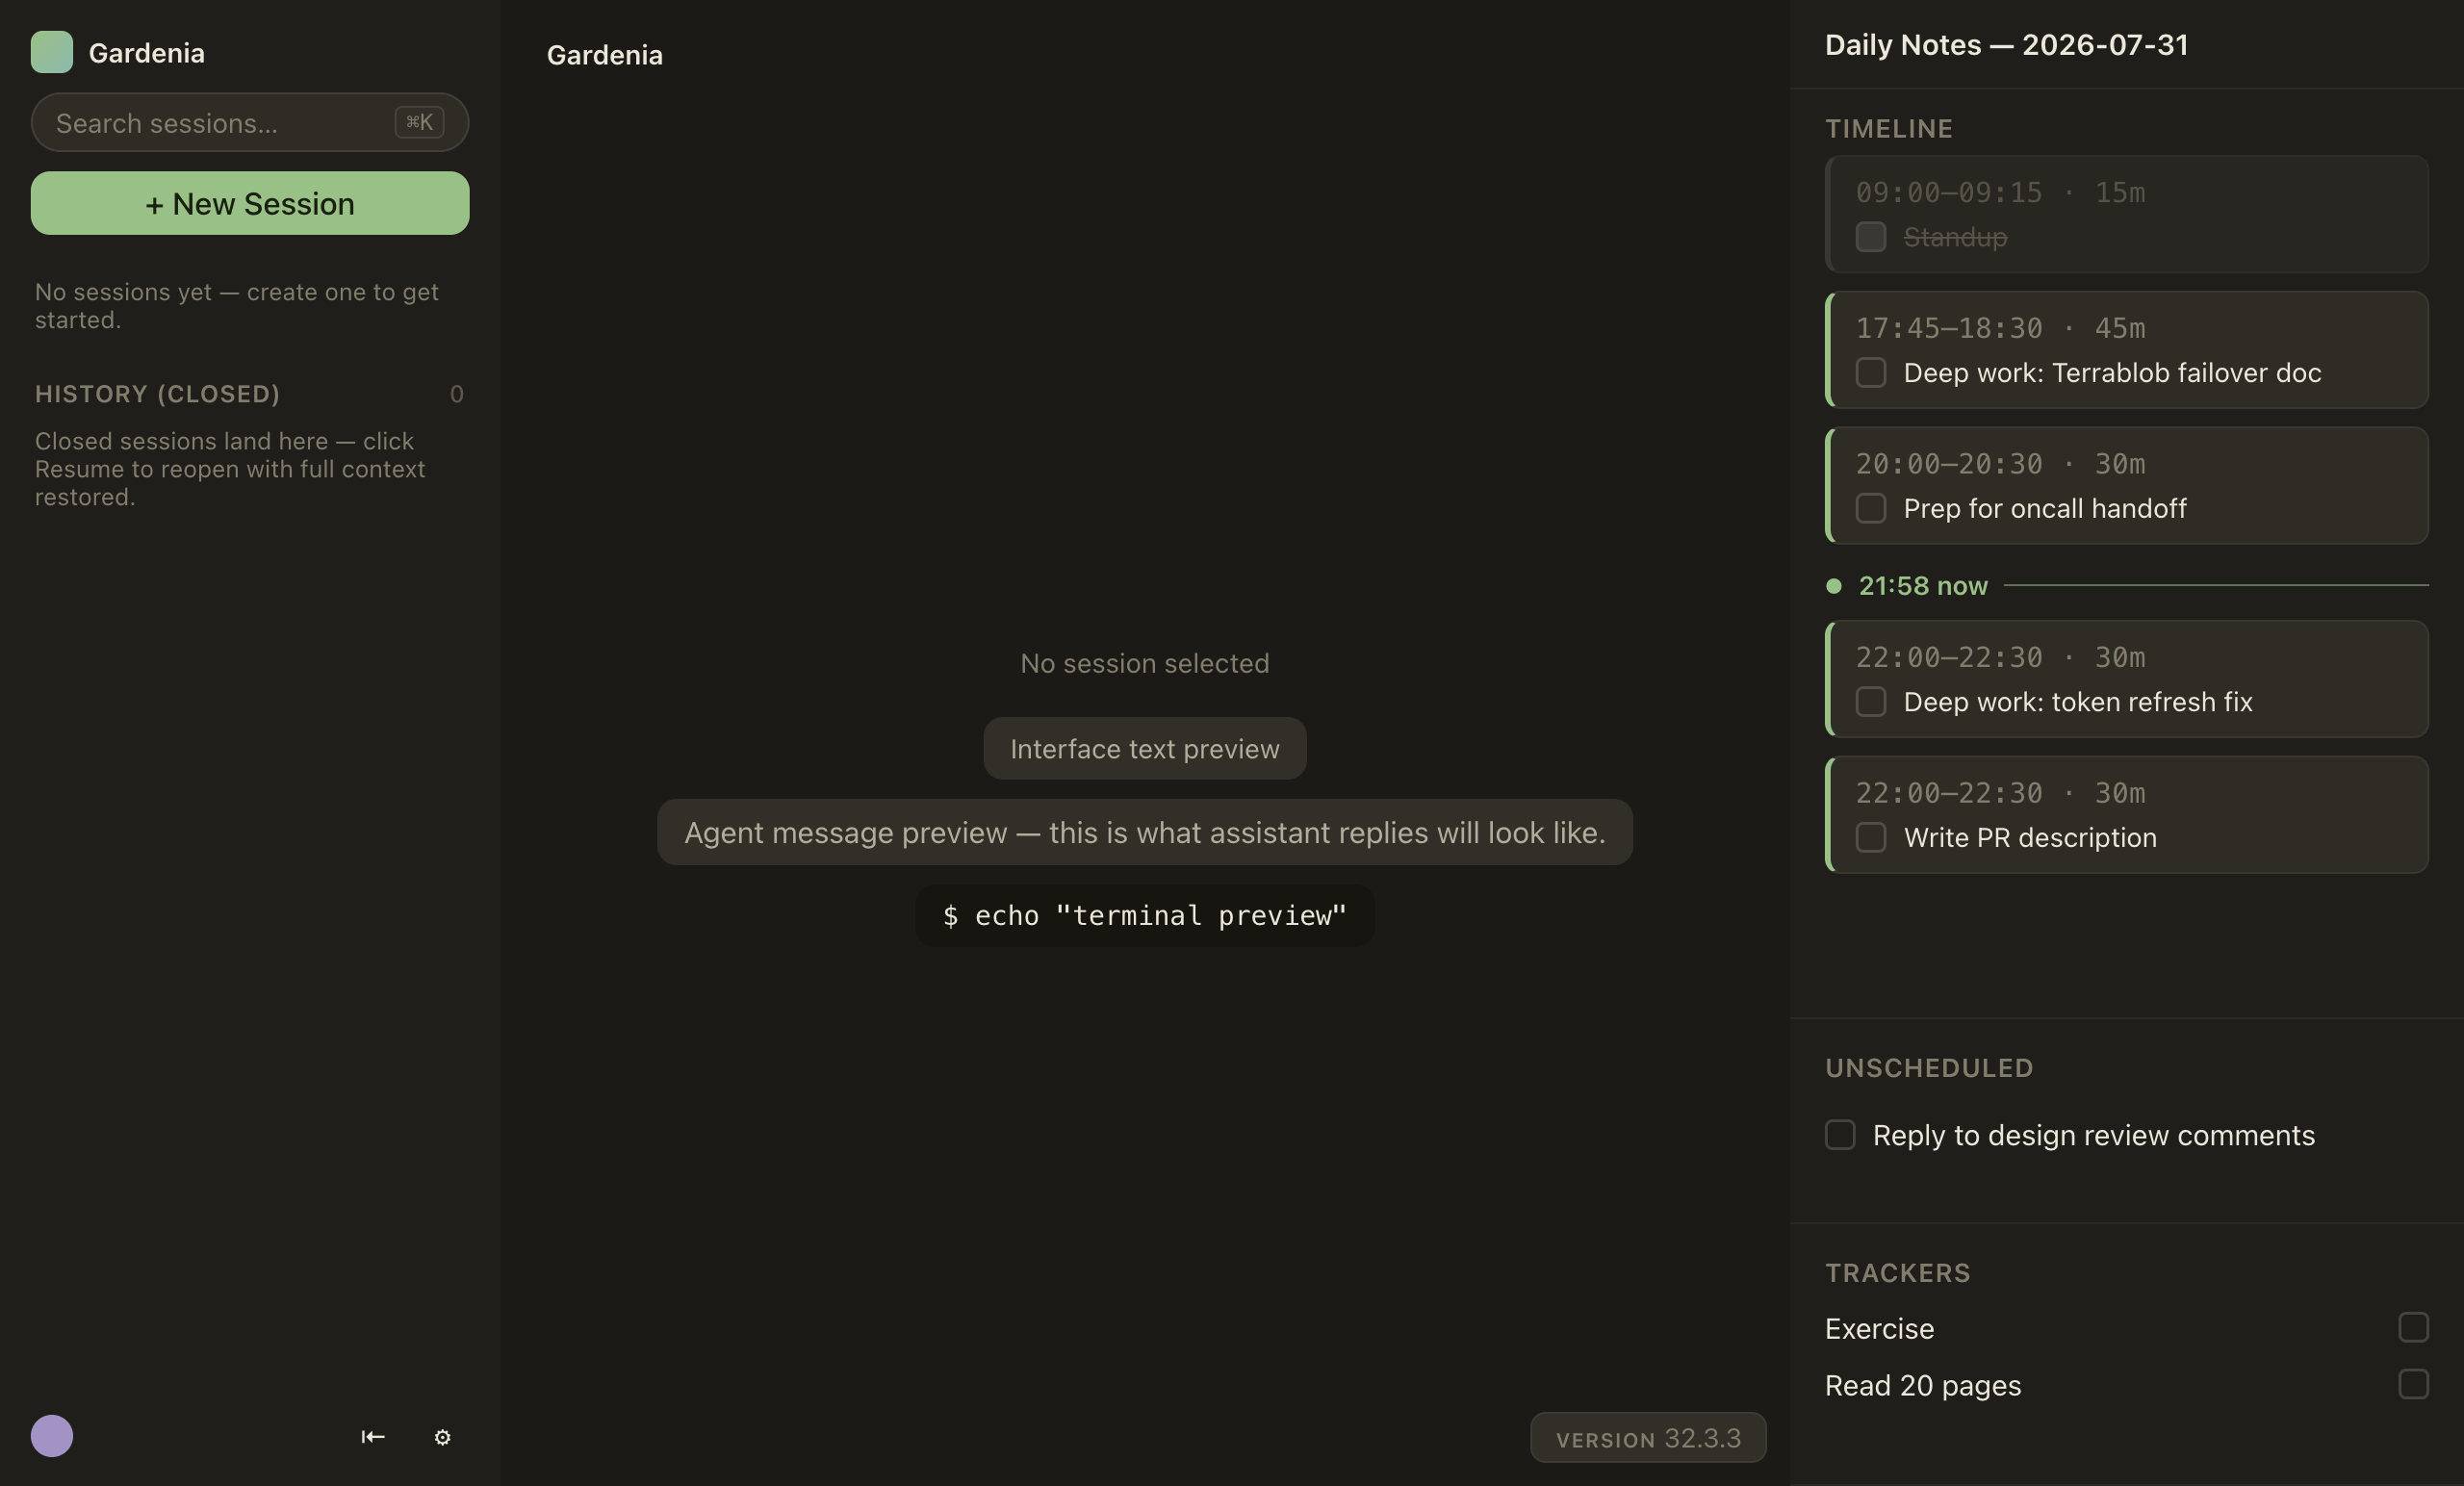 Gardenia
Search sessions... ⌘K
+ New Session
No sessions yet — create one to get
started.
HISTORY (CLOSED) 0
Closed sessions land here — click
Resume to reopen with full context
restored.
Gardenia
No session selected
Interface text preview
Agent message preview — this is what assistant replies will look like.
$ echo "terminal preview"
VERSION 32.3.3
Daily Notes — 2026-07-31
TIMELINE
09:00–09:15 · 15m
Standup
17:45–18:30 · 45m
Deep work: Terrablob failover doc
20:00–20:30 · 30m
Prep for oncall handoff
21:58 now
22:00–22:30 · 30m
Deep work: token refresh fix
22:00–22:30 · 30m
Write PR description
UNSCHEDULED
Reply to design review comments
TRACKERS
Exercise
Read 20 pages